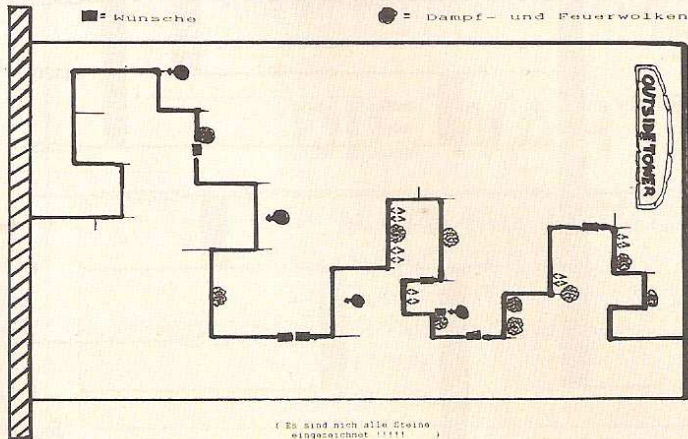 = Wünsche
= Dampf- und Feuerwolken
OUTSIDE TOWER
( Es sind nich alle Steine
eingezeichnet !!!!! )